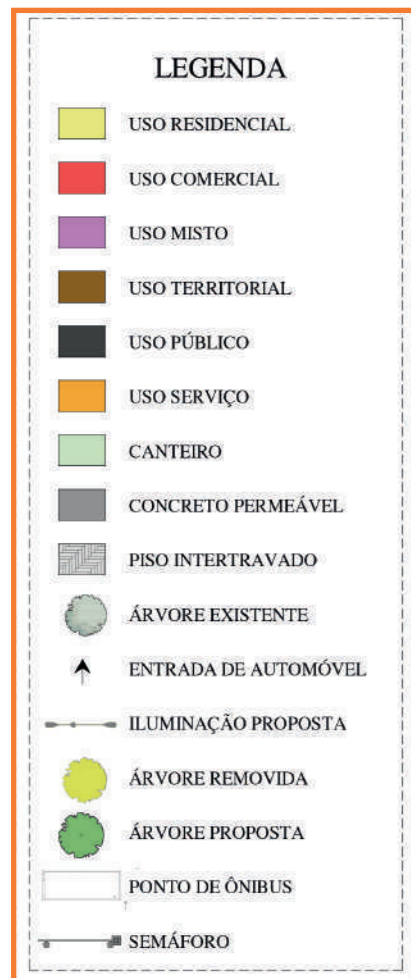 LEGENDA
USO RESIDENCIAL
USO COMERCIAL
USO MISTO
USO TERRITORIAL
USO PÚBLICO
USO SERVIÇO
CANTEIRO
CONCRETO PERMEÁVEL
PISO INTERTRAVADO
ÁRVORE EXISTENTE
ENTRADA DE AUTOMÓVEL
ILUMINAÇÃO PROPOSTA
ÁRVORE REMOVIDA
ÁRVORE PROPOSTA
PONTO DE ÔNIBUS
SEMÁFORO